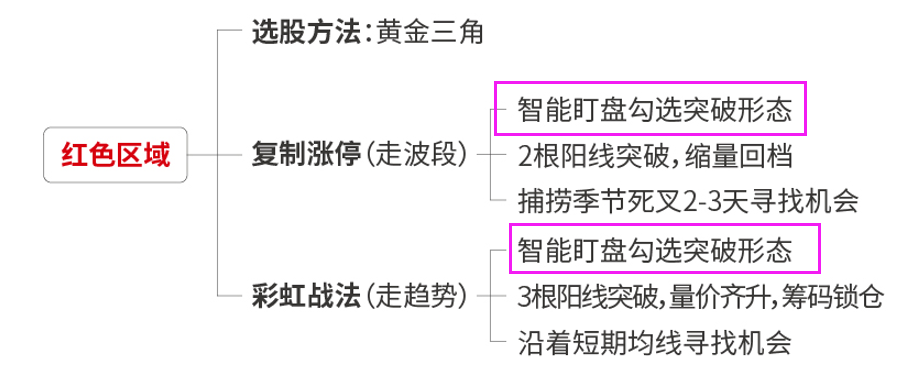 红色区域
选股方法：黄金三角
复制涨停（走波段）
智能盯盘勾选突破形态
2根阳线突破，缩量回档
捕捞季节死叉2-3天寻找机会
彩虹战法（走趋势）
智能盯盘勾选突破形态
3根阳线突破，量价齐升，筹码锁仓
沿着短期均线寻找机会